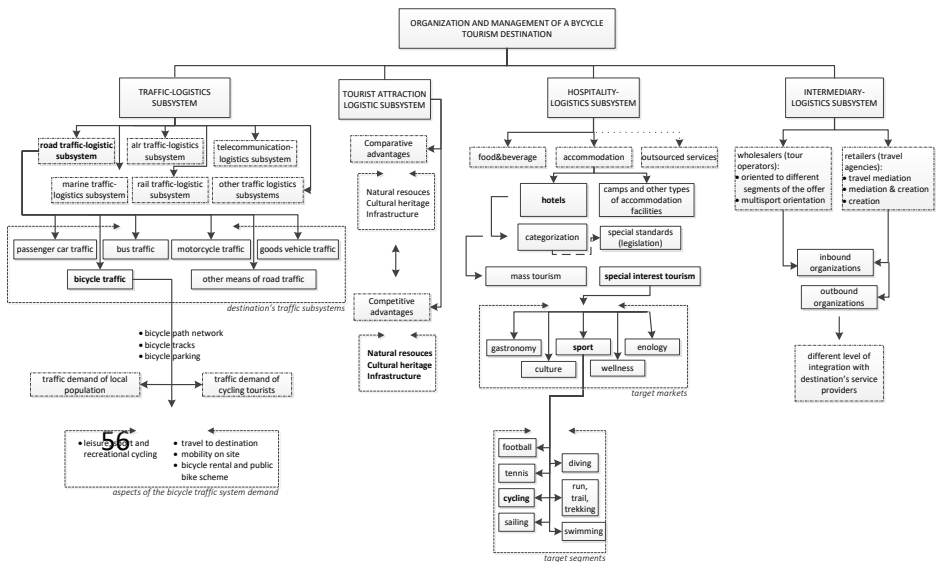 ORGANIZATION AND MANAGEMENT OF A BYCYCLE
TOURISM DESTINATION
TRAFFIC-LOGISTICS
SUBSYSTEM
TOURIST ATTRACTION
LOGISTIC SUBSYSTEM
HOSPITALITY-
LOGISTICS SUBSYSTEM
INTERMEDIARY-
LOGISTICS SUBSYSTEM
road traffic-logistic
subsystem
air traffic-logistics
subsystem
telecommunication-
logistics subsystem
marine traffic-
logistics subsystem
rail traffic-logistic
subsystem
other traffic logistics
subsystems
passenger car traffic
bus traffic
motorcycle traffic
goods vehicle traffic
bicycle traffic
other means of road traffic
destination's traffic subsystems
• bicycle path network
• bicycle tracks
• bicycle parking
traffic demand of local
population
traffic demand of
cycling tourists
56
• leisure, sport and
recreational cycling
• travel to destination
• mobility on site
• bicycle rental and public
bike scheme
aspects of the bicycle traffic system demand
Comparative
advantages
Natural resouces
Cultural heritage
Infrastructure
Competitive
advantages
Natural resouces
Cultural heritage
Infrastructure
food&beverage
accommodation
outsourced services
hotels
camps and other types
of accommodation
facilities
categorization
special standards
(legislation)
mass tourism
special interest tourism
gastronomy
sport
enology
culture
wellness
target markets
football
tennis
cycling
sailing
diving
run,
trail,
trekking
swimming
target segments
wholesalers (tour
operators):
• oriented to different
segments of the offer
• multisport orientation
retailers (travel
agencies):
• travel mediation
• mediation & creation
• creation
inbound
organizations
outbound
organizations
different level of
integration with
destination's service
providers